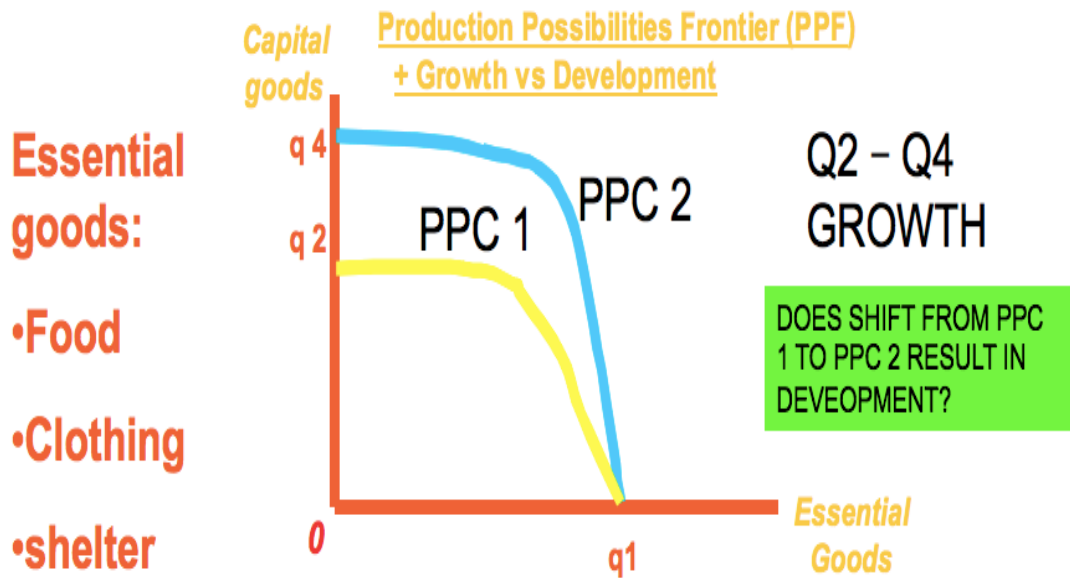 Production Possibilities Frontier (PPF)
+ Growth vs Development
Capital
goods
Essential
goods:
•Food
•Clothing
•shelter
q 4
q 2
PPC 1
PPC 2
Q2 – Q4
GROWTH
DOES SHIFT FROM PPC
1 TO PPC 2 RESULT IN
DEVEOPMENT?
0
q1
Essential
Goods